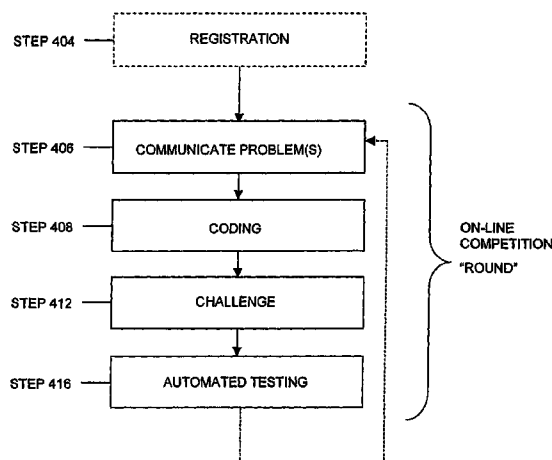 STEP 404
REGISTRATION
STEP 406
COMMUNICATE PROBLEM(S)
STEP 408
CODING
STEP 412
CHALLENGE
STEP 416
AUTOMATED TESTING
ON-LINE
COMPETITION
"ROUND"